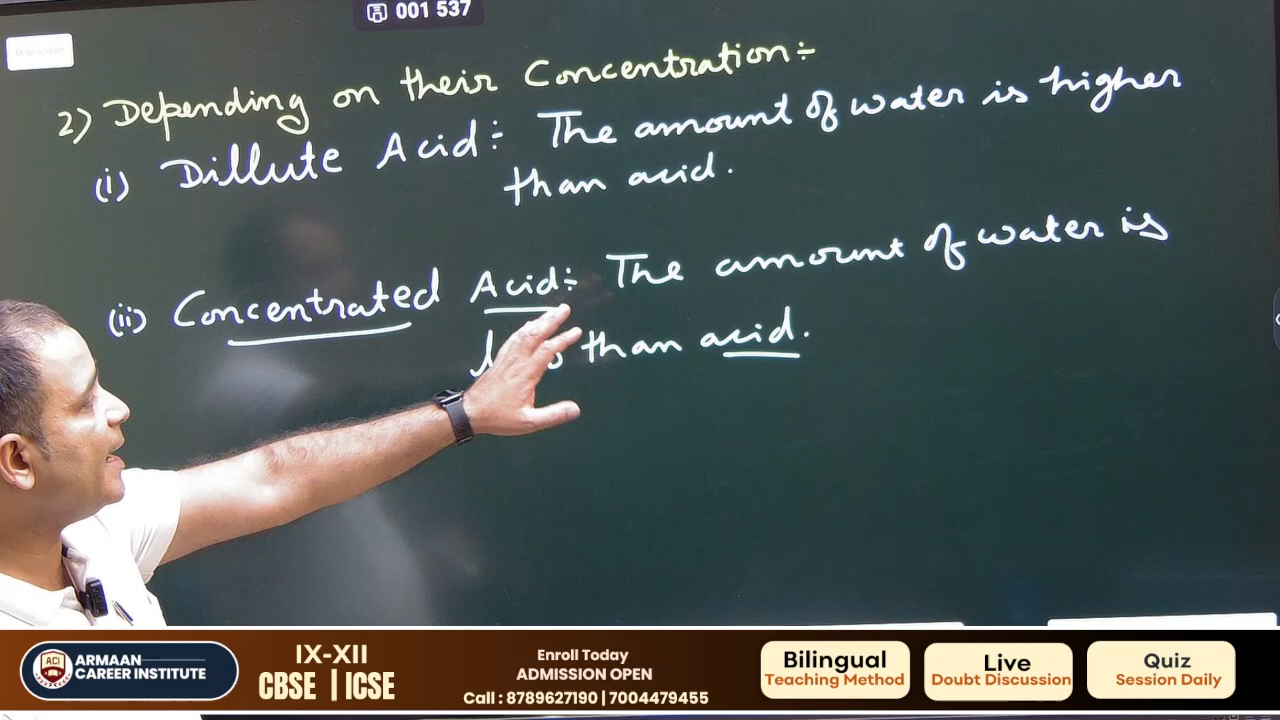 001 537
2) Depending on their Concentration:-
(i) Dillute Acid:- The amount of water is higher
than acid.
(ii) Concentrated Acid:- The amount of water is
than acid.
ACI
ARMAAN
CAREER INSTITUTE
IX-XII
CBSE | ICSE
Enroll Today
ADMISSION OPEN
Call : 8789627190 | 7004479455
Bilingual
Teaching Method
Live
Doubt Discussion
Quiz
Session Daily